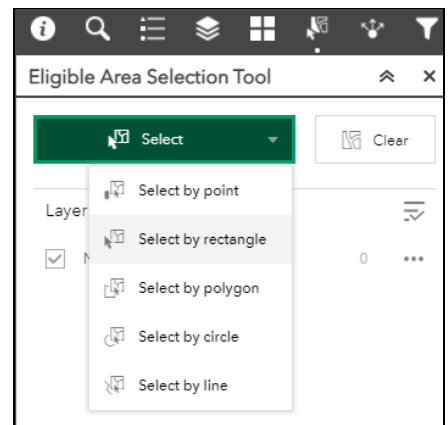 Eligible Area Selection Tool
Select
Clear
Select by point
Layer
Select by rectangle
0
Select by polygon
Select by circle
Select by line